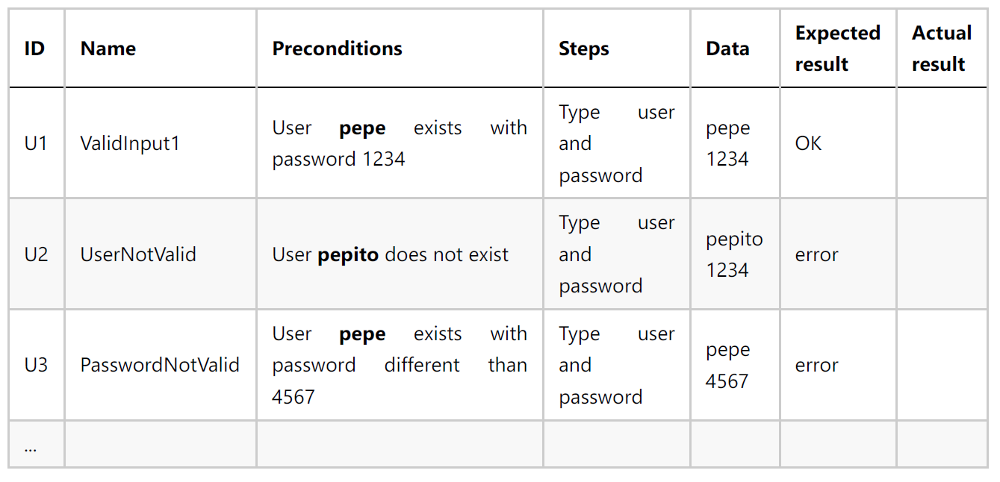 ID Name Preconditions Steps Data Expected result Actual result
U1 ValidInput1 User pepe exists with password 1234 Type user and password pepe 1234 OK
U2 UserNotValid User pepito does not exist Type user and password pepito 1234 error
U3 PasswordNotValid User pepe exists with password different than 4567 Type user and password pepe 4567 error
...